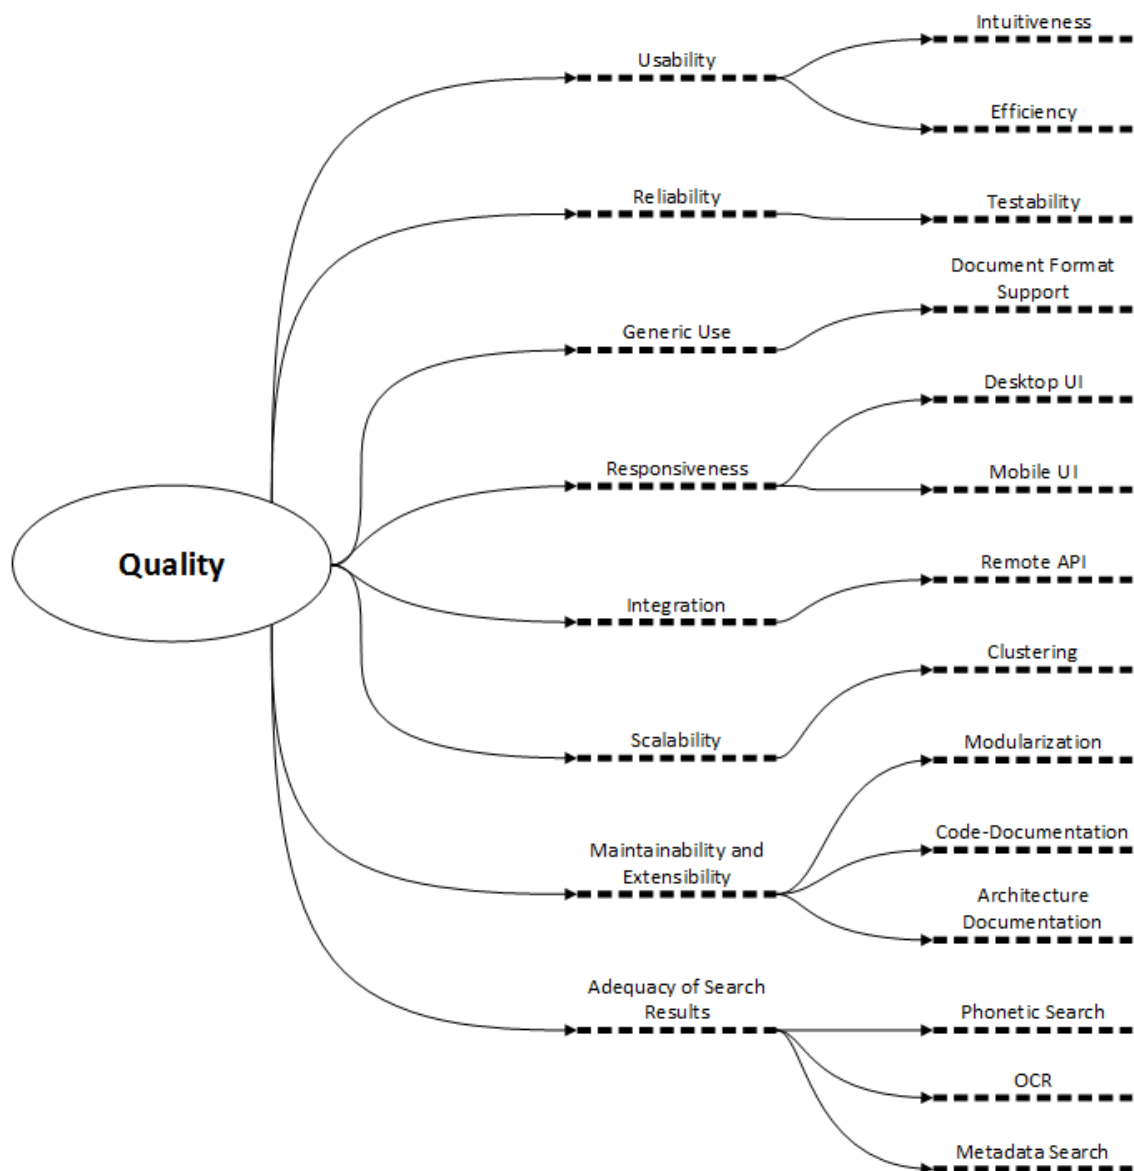 Intuitiveness
Usability
Efficiency
Reliability
Testability
Document Format
Support
Generic Use
Desktop UI
Responsiveness
Mobile UI
Quality
Remote API
Integration
Clustering
Scalability
Modularization
Code-Documentation
Maintainability and
Extensibility
Architecture
Documentation
Adequacy of Search
Results
Phonetic Search
OCR
Metadata Search